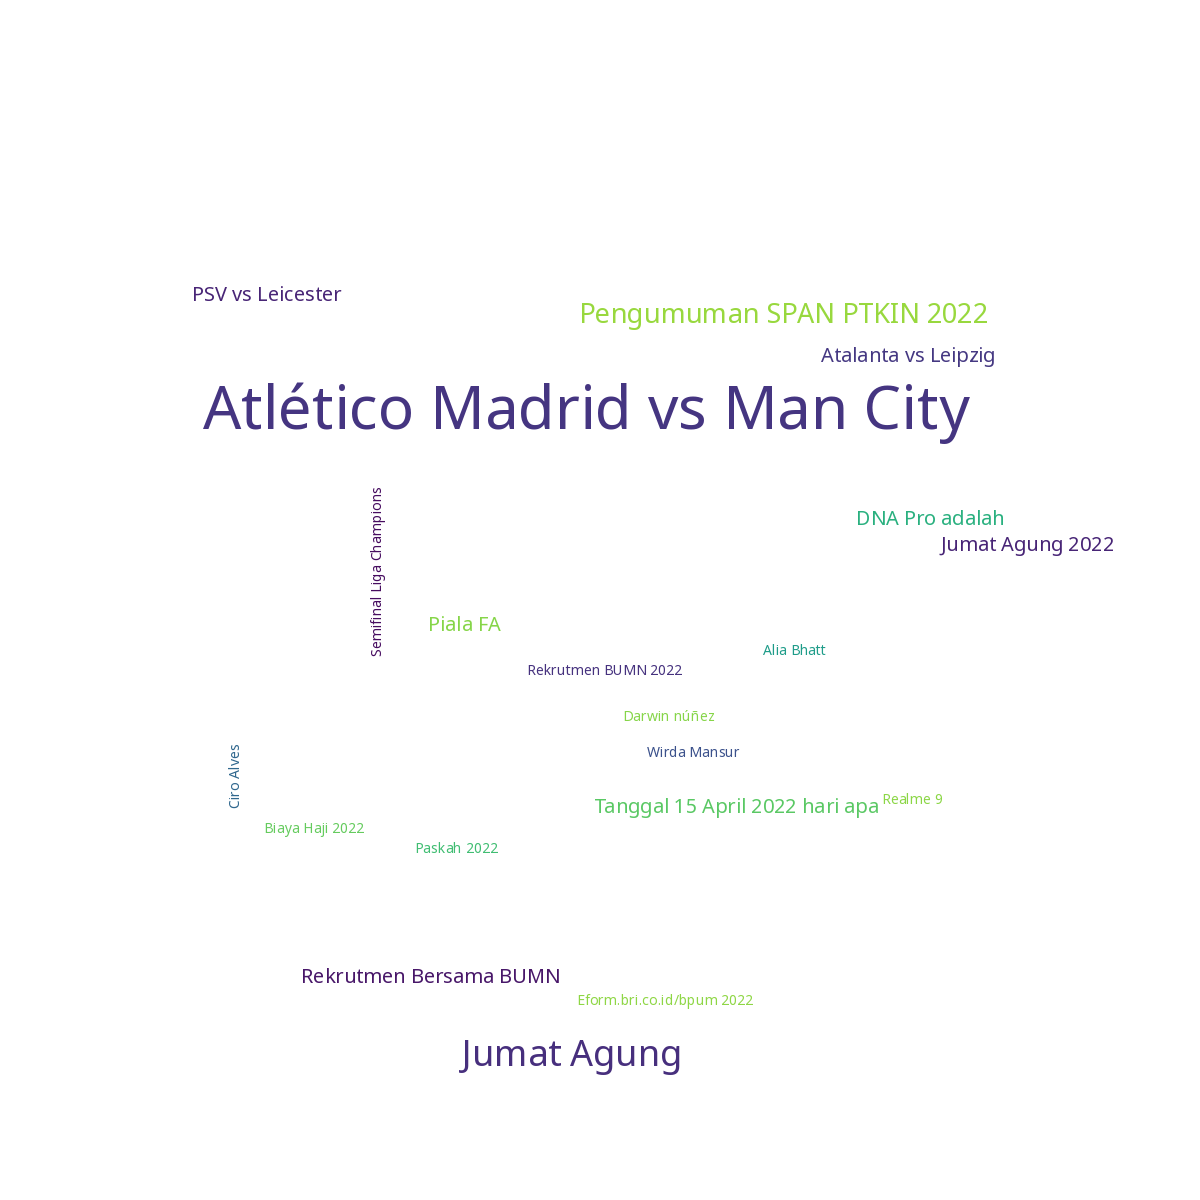 PSV vs Leicester
Pengumuman SPAN PTKIN 2022
Atalanta vs Leipzig
Atlético Madrid vs Man City
Semifinal Liga Champions
DNA Pro adalah
Jumat Agung 2022
Piala FA
Alia Bhatt
Rekrutmen BUMN 2022
Darwin núñez
Wirda Mansur
Ciro Alves
Tanggal 15 April 2022 hari apa
Realme 9
Biaya Haji 2022
Paskah 2022
Rekrutmen Bersama BUMN
Eform.bri.co.id/bpum 2022
Jumat Agung